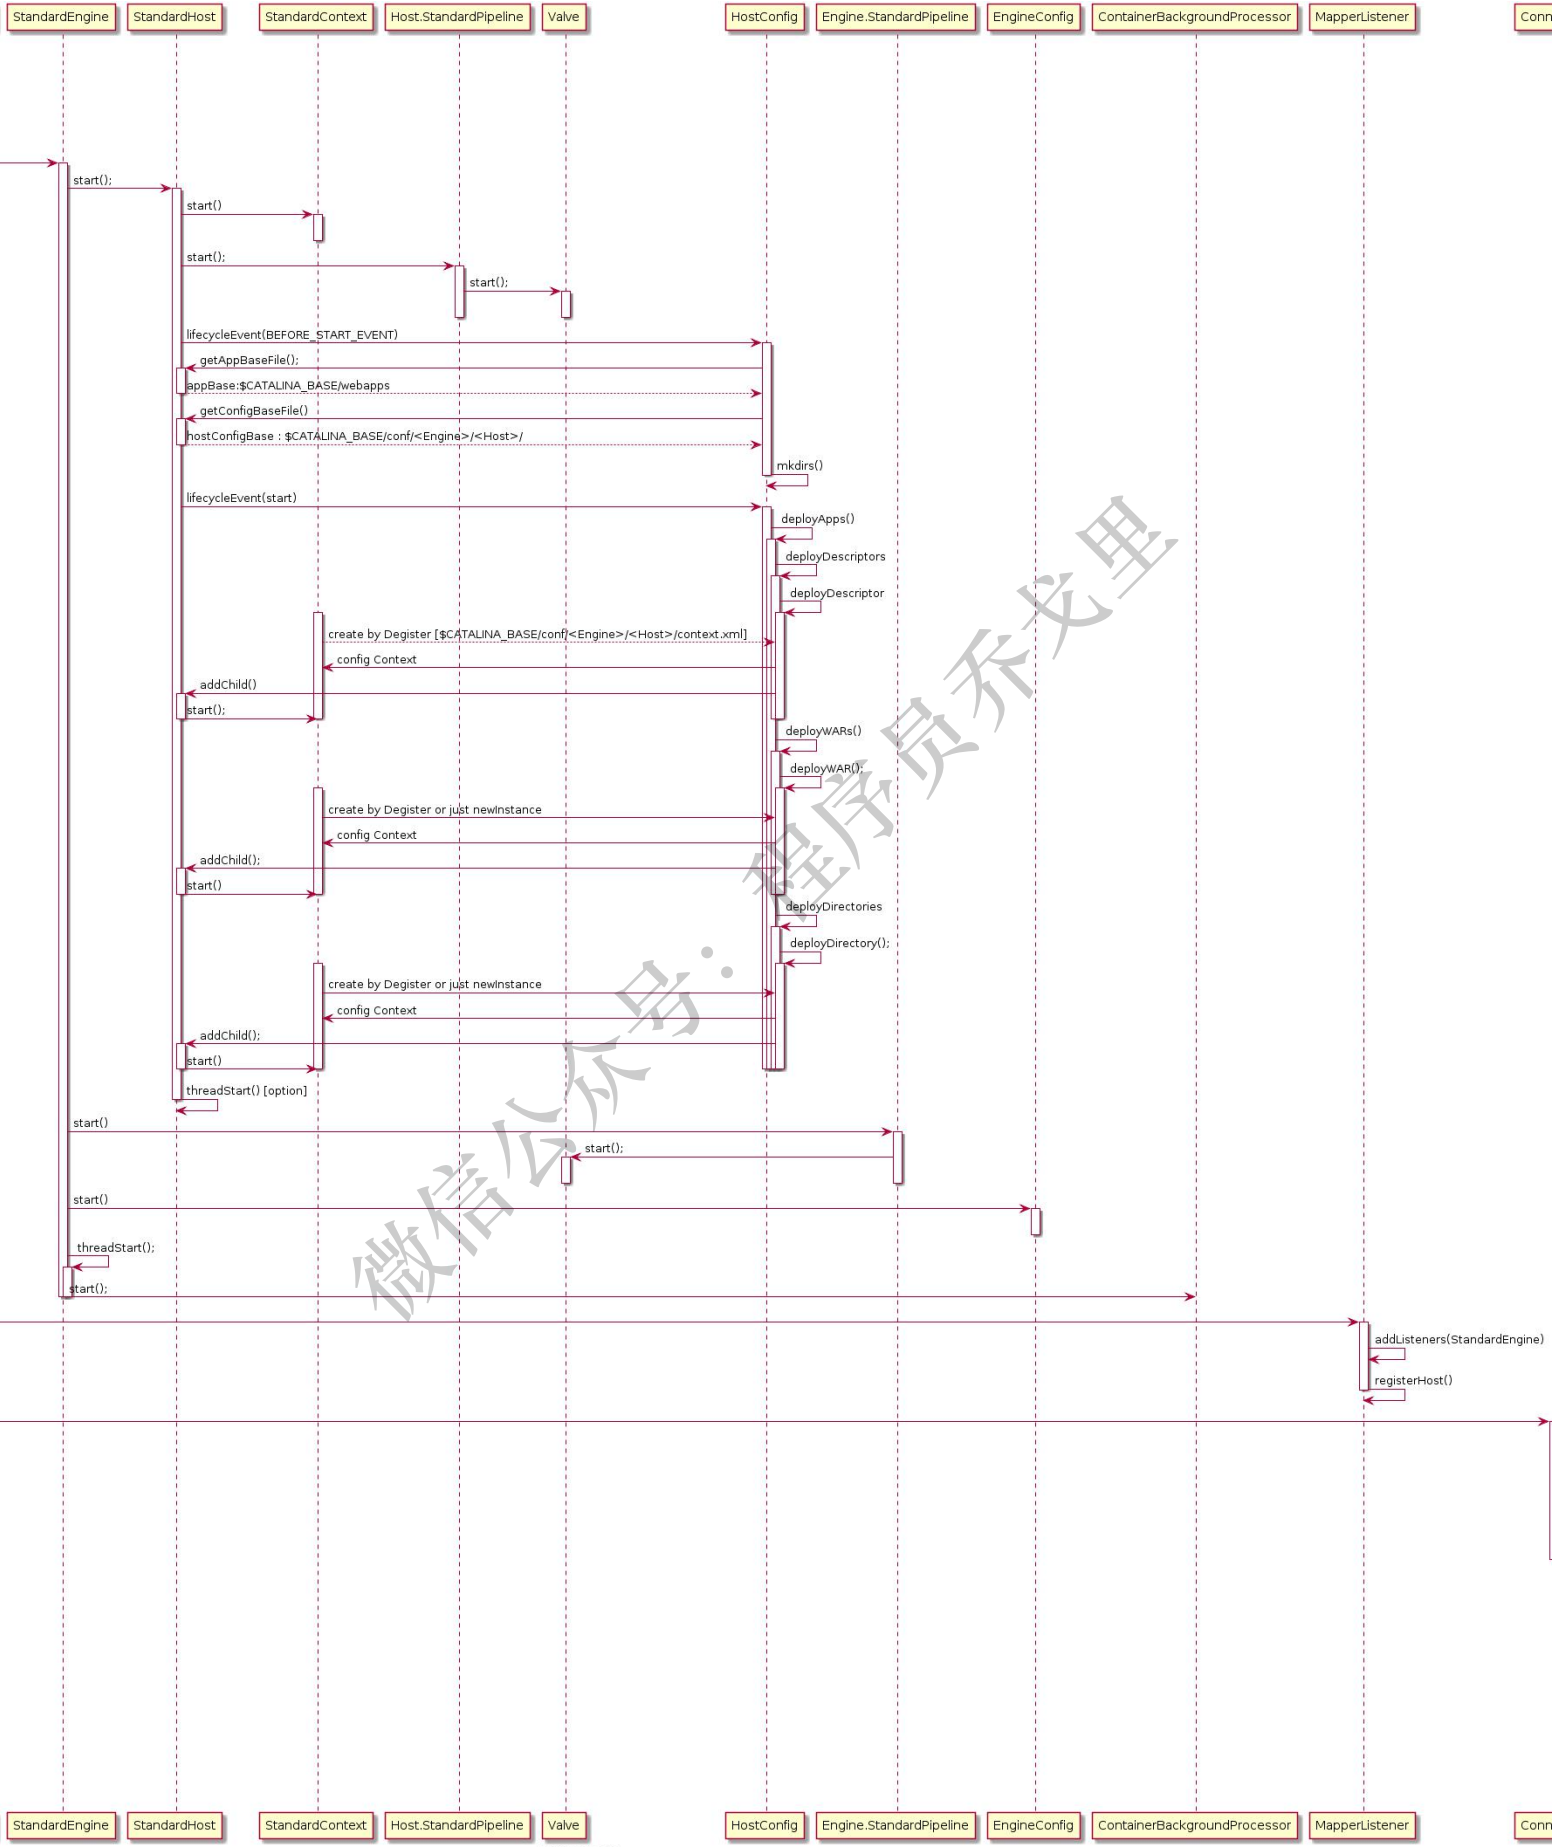 StandardEngine StandardHost StandardContext Host.StandardPipeline Valve HostConfig Engine.StandardPipeline EngineConfig ContainerBackgroundProcessor MapperListener Conn
start();
start()
start();
start();
lifecycleEvent(BEFORE_START_EVENT)
getAppBaseFile();
appBase:$CATALINA_BASE/webapps
getConfigBaseFile()
hostConfigBase : $CATALINA_BASE/conf/<Engine>/<Host>/
mkdirs()
lifecycleEvent(start)
deployApps()
deployDescriptors
deployDescriptor
create by Degister [$CATALINA_BASE/conf/<Engine>/<Host>/context.xml]
config Context
addChild()
start();
deployWARs()
deployWAR();
create by Degister or just newInstance
config Context
addChild();
start()
deployDirectories
deployDirectory();
create by Degister or just newInstance
config Context
addChild();
start()
threadStart() [option]
start()
start();
start()
threadStart();
start();
addListeners(StandardEngine)
registerHost()
微信公众号：程序员乔戈里
StandardEngine StandardHost StandardContext Host.StandardPipeline Valve HostConfig Engine.StandardPipeline EngineConfig ContainerBackgroundProcessor MapperListener Conn